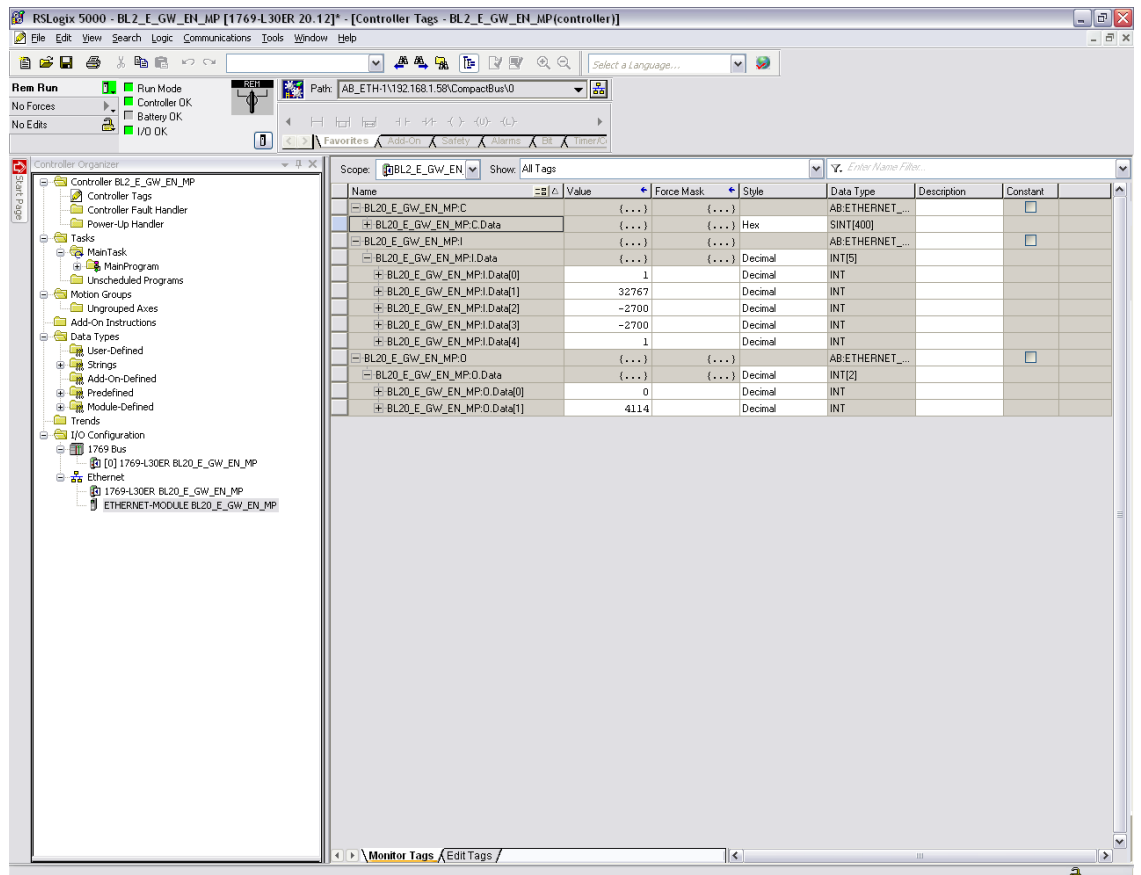 RSLogix 5000 - BL2_E_GW_EN_MP [1769-L30ER 20.12]* - [Controller Tags - BL2_E_GW_EN_MP(controller)]
File Edit View Search Logic Communications Tools Window Help
Select a Language...
Rem Run
Run Mode
REM
Path: AB_ETH-1\192.168.1.58\CompactBus\0
No Forces
Controller OK
Battery OK
No Edits
I/O OK
Favorites Add-On Safety Alarms Bit Timer/C
Start Page
Controller Organizer
Controller BL2_E_GW_EN_MP
Controller Tags
Controller Fault Handler
Power-Up Handler
Tasks
MainTask
MainProgram
Unscheduled Programs
Motion Groups
Ungrouped Axes
Add-On Instructions
Data Types
User-Defined
Strings
Add-On-Defined
Predefined
Module-Defined
Trends
I/O Configuration
1769 Bus
[0] 1769-L30ER BL20_E_GW_EN_MP
Ethernet
1769-L30ER BL20_E_GW_EN_MP
ETHERNET-MODULE BL20_E_GW_EN_MP
Scope: BL2_E_GW_EN Show: All Tags Enter Name Filter...
Name Value Force Mask Style Data Type Description Constant
BL20_E_GW_EN_MP:C {...} {...} AB:ETHERNET_...
BL20_E_GW_EN_MP:C.Data {...} {...} Hex SINT[400]
BL20_E_GW_EN_MP:I {...} {...} AB:ETHERNET_...
BL20_E_GW_EN_MP:I.Data {...} {...} Decimal INT[5]
BL20_E_GW_EN_MP:I.Data[0] 1 Decimal INT
BL20_E_GW_EN_MP:I.Data[1] 32767 Decimal INT
BL20_E_GW_EN_MP:I.Data[2] -2700 Decimal INT
BL20_E_GW_EN_MP:I.Data[3] -2700 Decimal INT
BL20_E_GW_EN_MP:I.Data[4] 1 Decimal INT
BL20_E_GW_EN_MP:O {...} {...} AB:ETHERNET_...
BL20_E_GW_EN_MP:O.Data {...} {...} Decimal INT[2]
BL20_E_GW_EN_MP:O.Data[0] 0 Decimal INT
BL20_E_GW_EN_MP:O.Data[1] 4114 Decimal INT
Monitor Tags Edit Tags